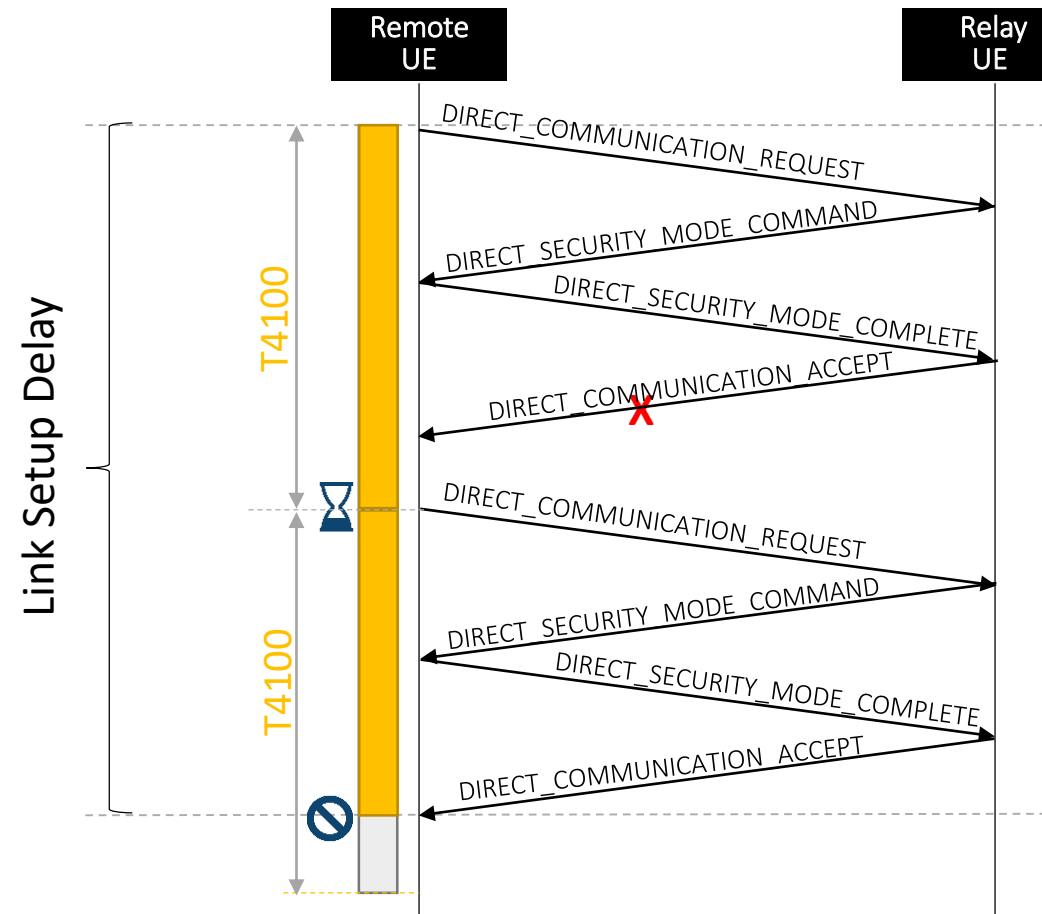 Remote
UE
Relay
UE
DIRECT_COMMUNICATION_REQUEST
DIRECT_SECURITY_MODE_COMMAND
DIRECT_SECURITY_MODE_COMPLETE
DIRECT_COMMUNICATION_ACCEPT
X
T4100
Link Setup Delay
DIRECT_COMMUNICATION_REQUEST
DIRECT_SECURITY_MODE_COMMAND
DIRECT_SECURITY_MODE_COMPLETE
DIRECT_COMMUNICATION_ACCEPT
T4100